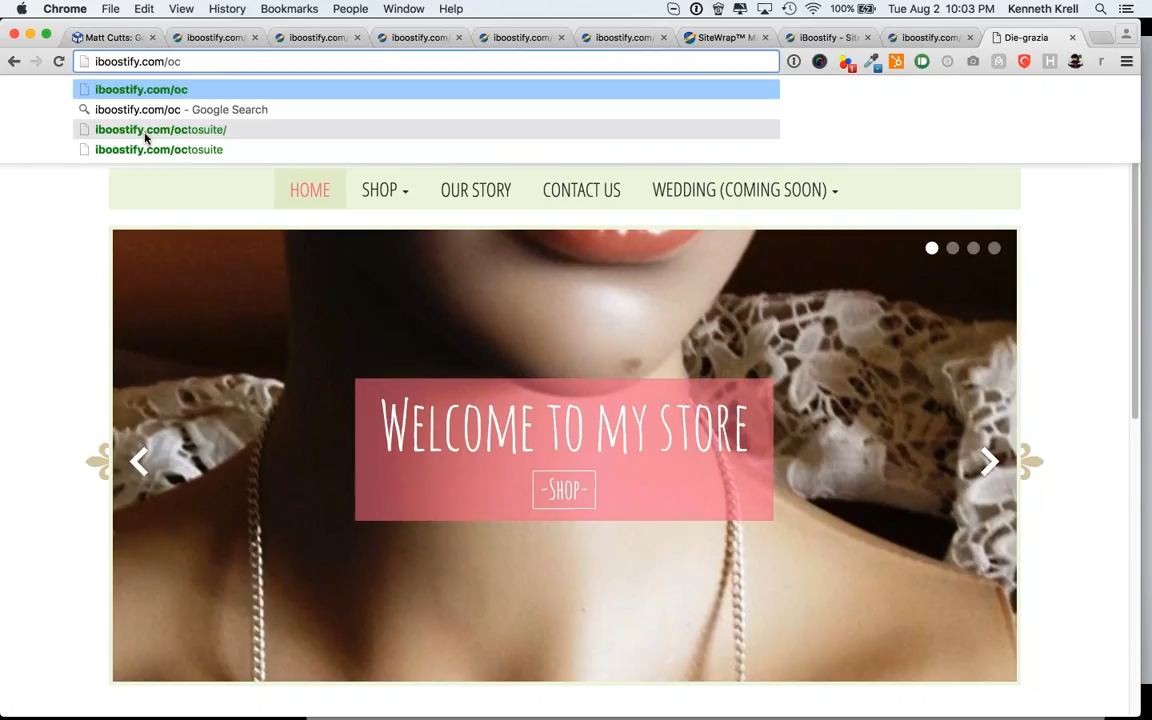 Chrome File Edit View History Bookmarks People Window Help 100% Tue Aug 2 10:03 PM Kenneth Krell
Matt Cutts: G iboostify.com iboostify.com iboostify.com iboostify.com iboostify.com SiteWrap™ M iBoostify - Sit iboostify.com Die-grazia
iboostify.com/oc
iboostify.com/oc
iboostify.com/oc - Google Search
iboostify.com/octosuite/
iboostify.com/octosuite
HOME SHOP OUR STORY CONTACT US WEDDING (COMING SOON)
WELCOME TO MY STORE
-SHOP-